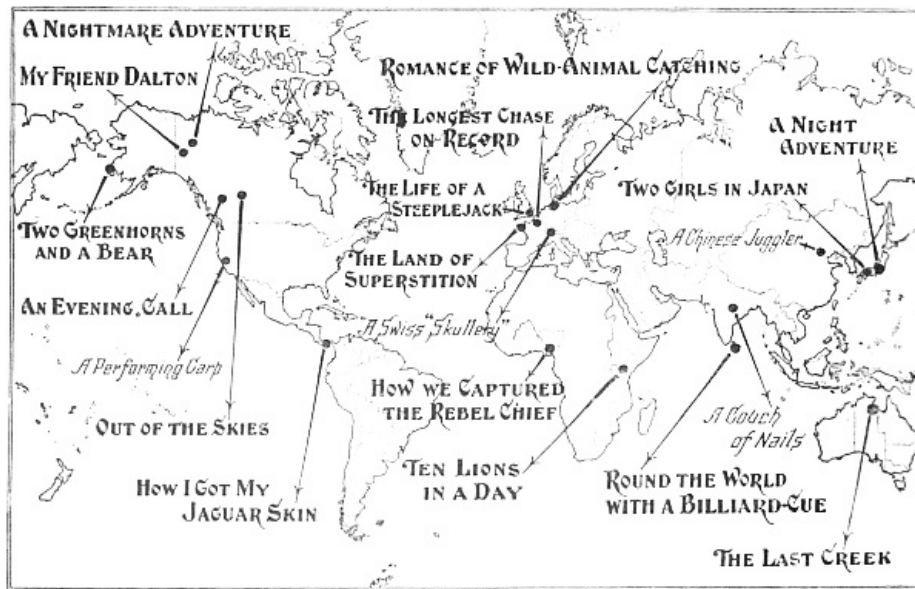 A NIGHTMARE ADVENTURE
MY FRIEND DALTON
ROMANCE OF WILD-ANIMAL CATCHING
THE LONGEST CHASE
ON RECORD
A NIGHT
ADVENTURE
THE LIFE OF A
STEEPLEJACK
TWO GIRLS IN JAPAN
A Chinese Juggler
TWO GREENHORNS
AND A BEAR
THE LAND OF
SUPERSTITION
AN EVENING CALL
A Swiss "Skullery"
A Performing Carp
HOW WE CAPTURED
THE REBEL CHIEF
A Couch
of Nails
OUT OF THE SKIES
HOW I GOT MY
JAGUAR SKIN
TEN LIONS
IN A DAY
ROUND THE WORLD
WITH A BILLIARD-CUE
THE LAST CREEK